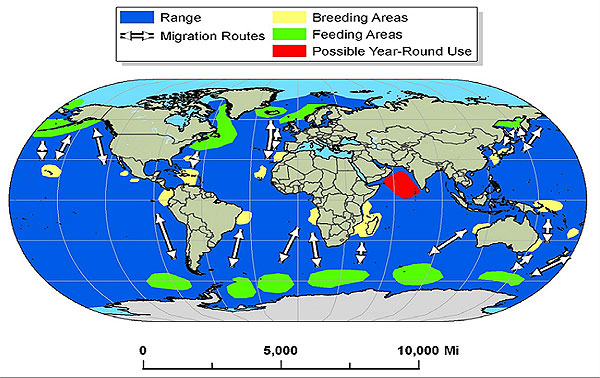 Range
Migration Routes
Breeding Areas
Feeding Areas
Possible Year-Round Use
0 5,000 10,000 Mi